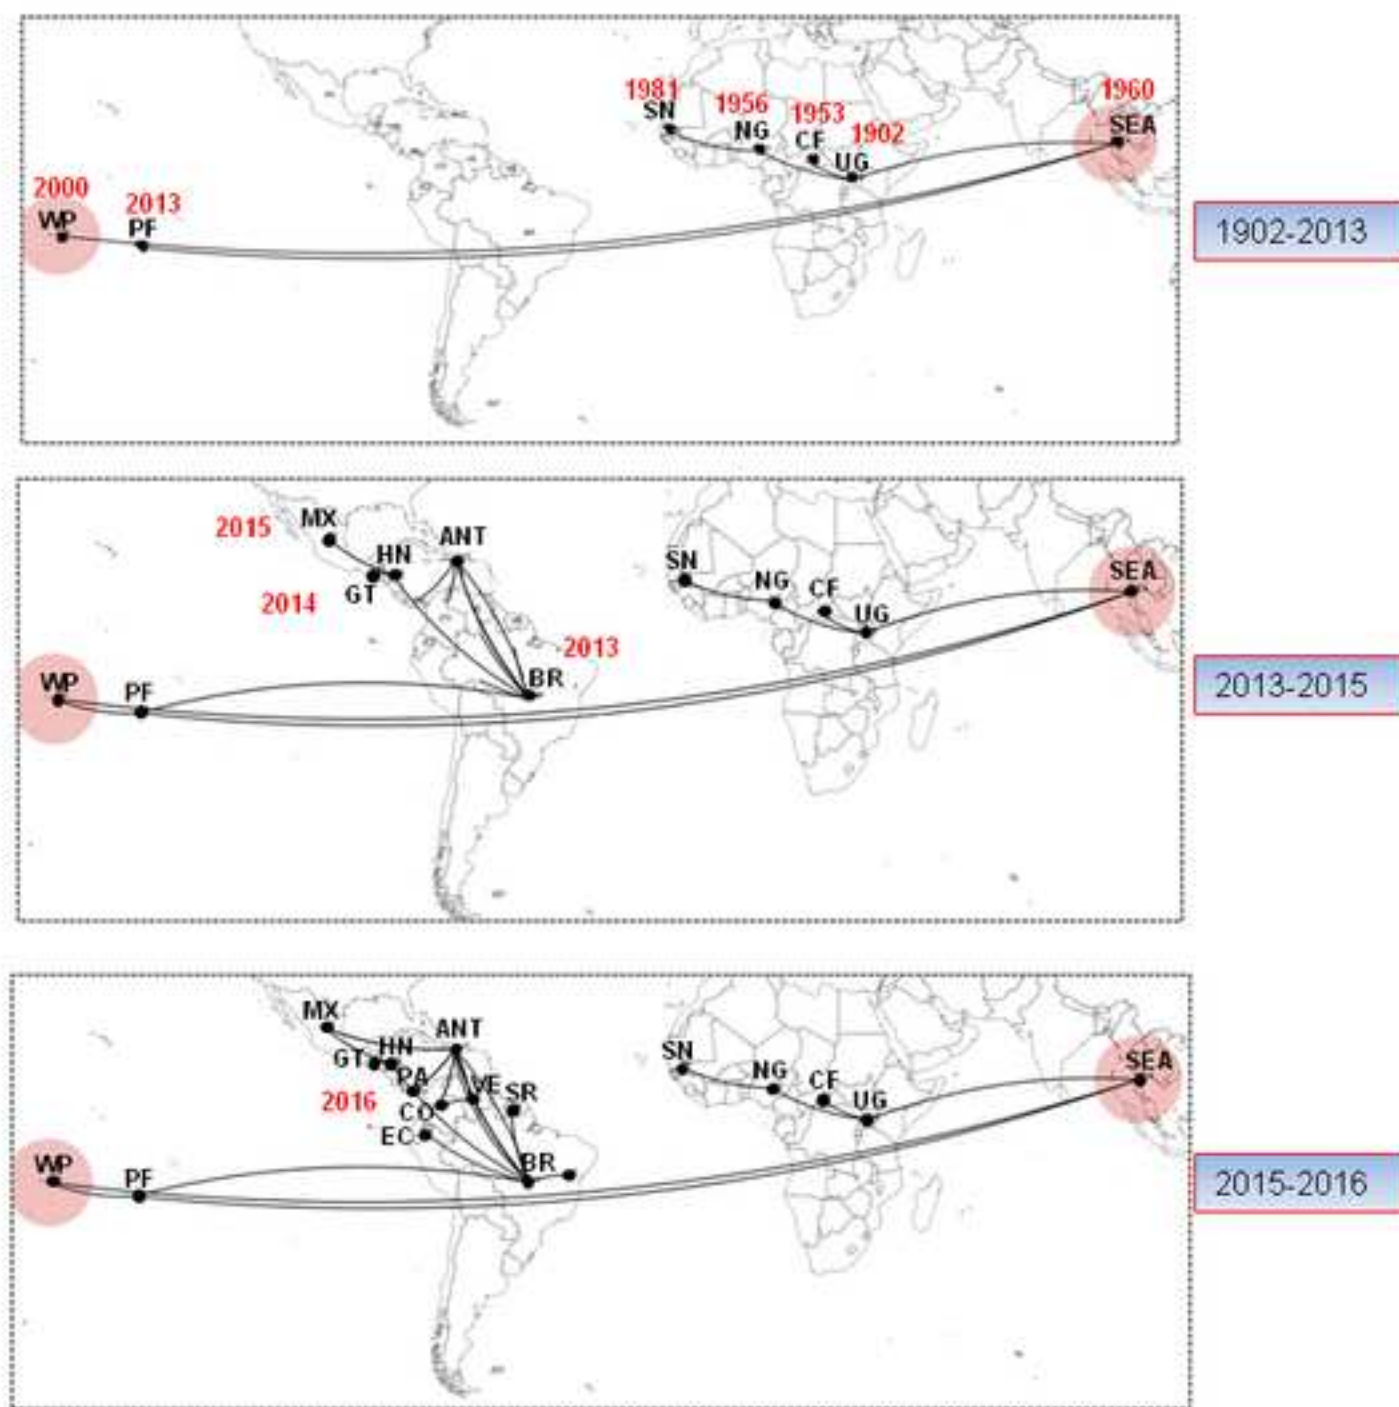 1981 1956 1953 1902 1960
SN NG CF UG SEA
2000 2013
WP PF
1902-2013
2015 MX ANT
HN
GT 2014
SN NG CF UG SEA
2013
BR
WP PF
2013-2015
MX ANT
GT HN
PA VE SR
2016 CO
EC
SN NG CF UG SEA
BR
WP PF
2015-2016